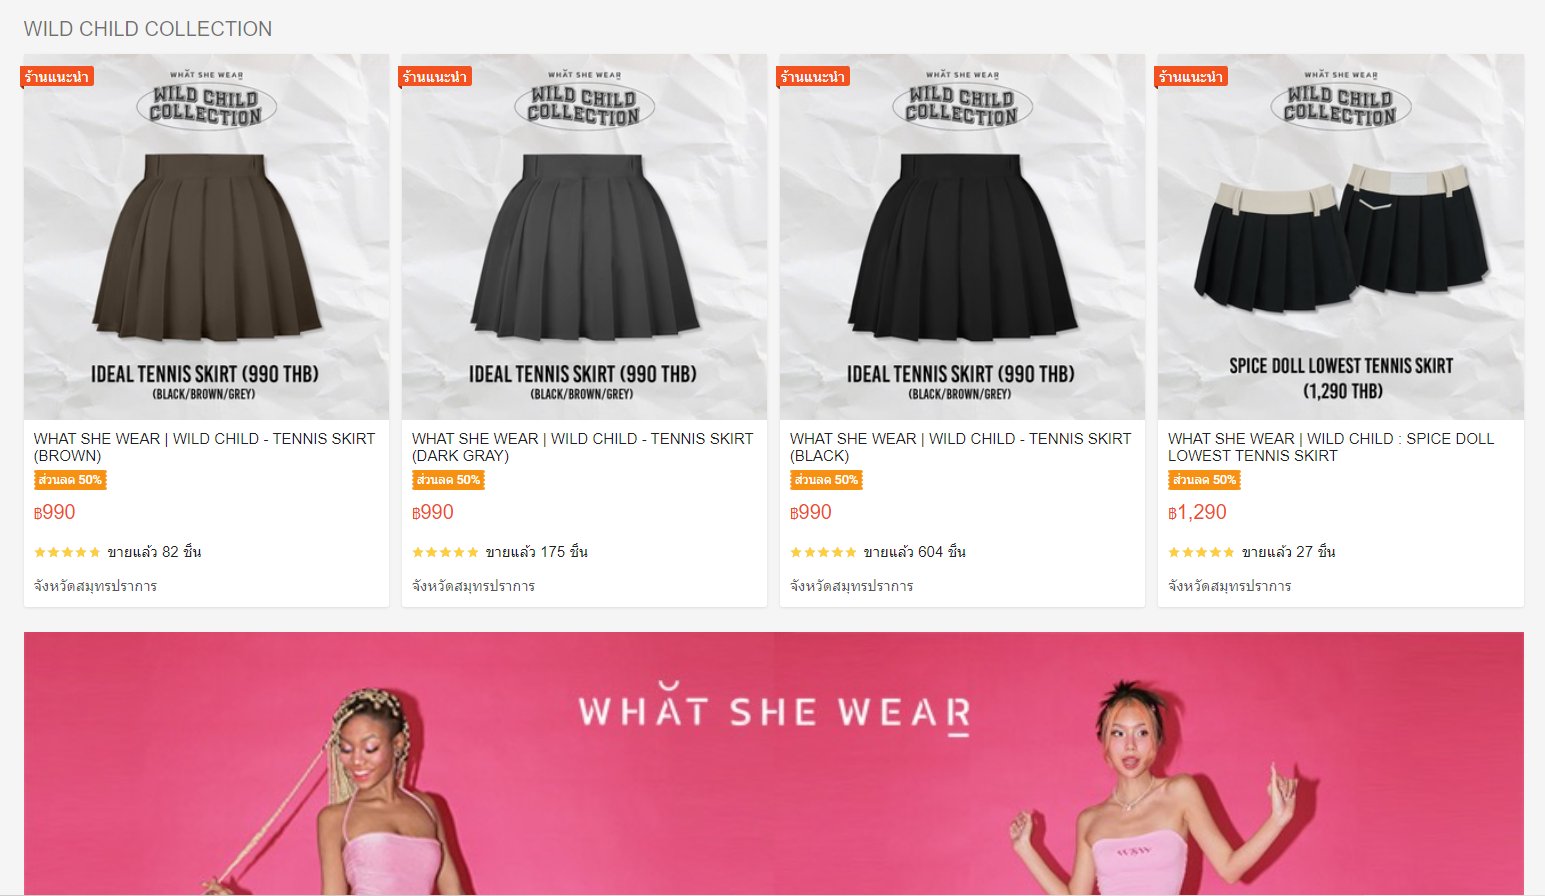 WILD CHILD COLLECTION
ร้านแนะนำ
WHAT SHE WEAR
WILD CHILD
COLLECTION
IDEAL TENNIS SKIRT (990 THB)
(BLACK/BROWN/GREY)
WHAT SHE WEAR | WILD CHILD - TENNIS SKIRT
(BROWN)
ส่วนลด 50%
฿990
ขายแล้ว 82 ชิ้น
จังหวัดสมุทรปราการ
ร้านแนะนำ
WHAT SHE WEAR
WILD CHILD
COLLECTION
IDEAL TENNIS SKIRT (990 THB)
(BLACK/BROWN/GREY)
WHAT SHE WEAR | WILD CHILD - TENNIS SKIRT
(DARK GRAY)
ส่วนลด 50%
฿990
ขายแล้ว 175 ชิ้น
จังหวัดสมุทรปราการ
ร้านแนะนำ
WHAT SHE WEAR
WILD CHILD
COLLECTION
IDEAL TENNIS SKIRT (990 THB)
(BLACK/BROWN/GREY)
WHAT SHE WEAR | WILD CHILD - TENNIS SKIRT
(BLACK)
ส่วนลด 50%
฿990
ขายแล้ว 604 ชิ้น
จังหวัดสมุทรปราการ
ร้านแนะนำ
WHAT SHE WEAR
WILD CHILD
COLLECTION
SPICE DOLL LOWEST TENNIS SKIRT
(1,290 THB)
WHAT SHE WEAR | WILD CHILD : SPICE DOLL
LOWEST TENNIS SKIRT
ส่วนลด 50%
฿1,290
ขายแล้ว 27 ชิ้น
จังหวัดสมุทรปราการ
WHAT SHE WEAR
WSW